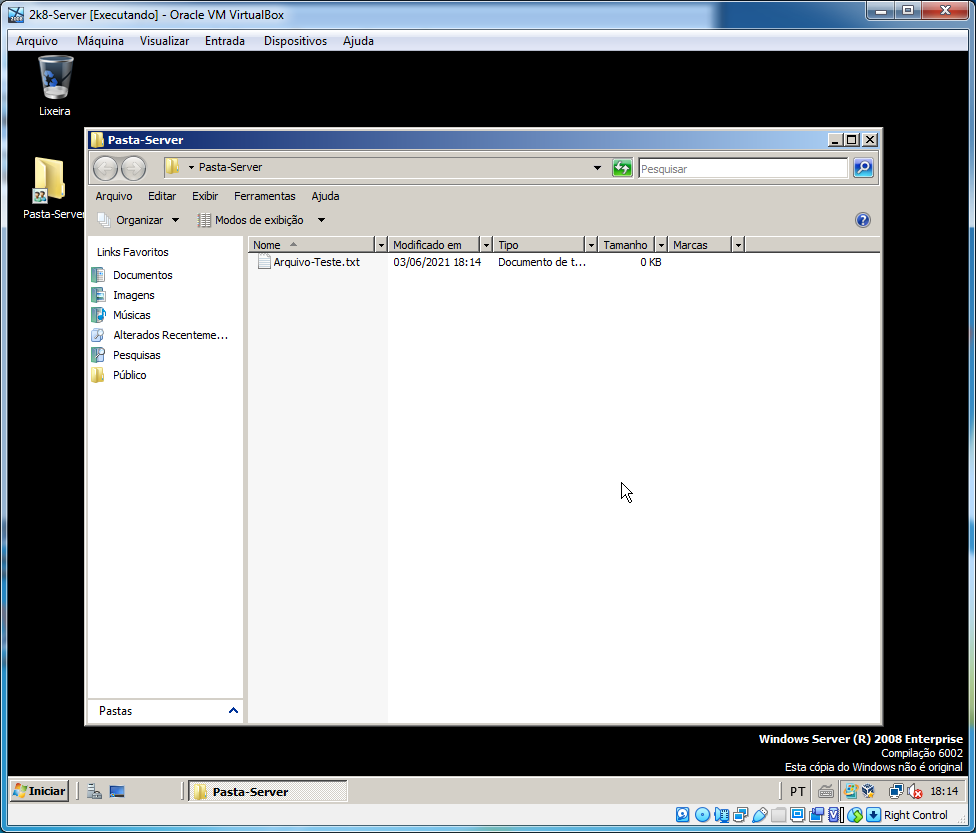 2k8-Server [Executando] - Oracle VM VirtualBox
Arquivo Máquina Visualizar Entrada Dispositivos Ajuda
Lixeira
Pasta-Server
Pasta-Server
Pasta-Server
Pesquisar
Arquivo Editar Exibir Ferramentas Ajuda
Organizar Modos de exibição
Links Favoritos
Documentos
Imagens
Músicas
Alterados Recenteme...
Pesquisas
Público
Pastas
Nome Modificado em Tipo Tamanho Marcas
Arquivo-Teste.txt 03/06/2021 18:14 Documento de t... 0 KB
Windows Server (R) 2008 Enterprise
Compilação 6002
Esta cópia do Windows não é original
Iniciar Pasta-Server PT 18:14
Right Control